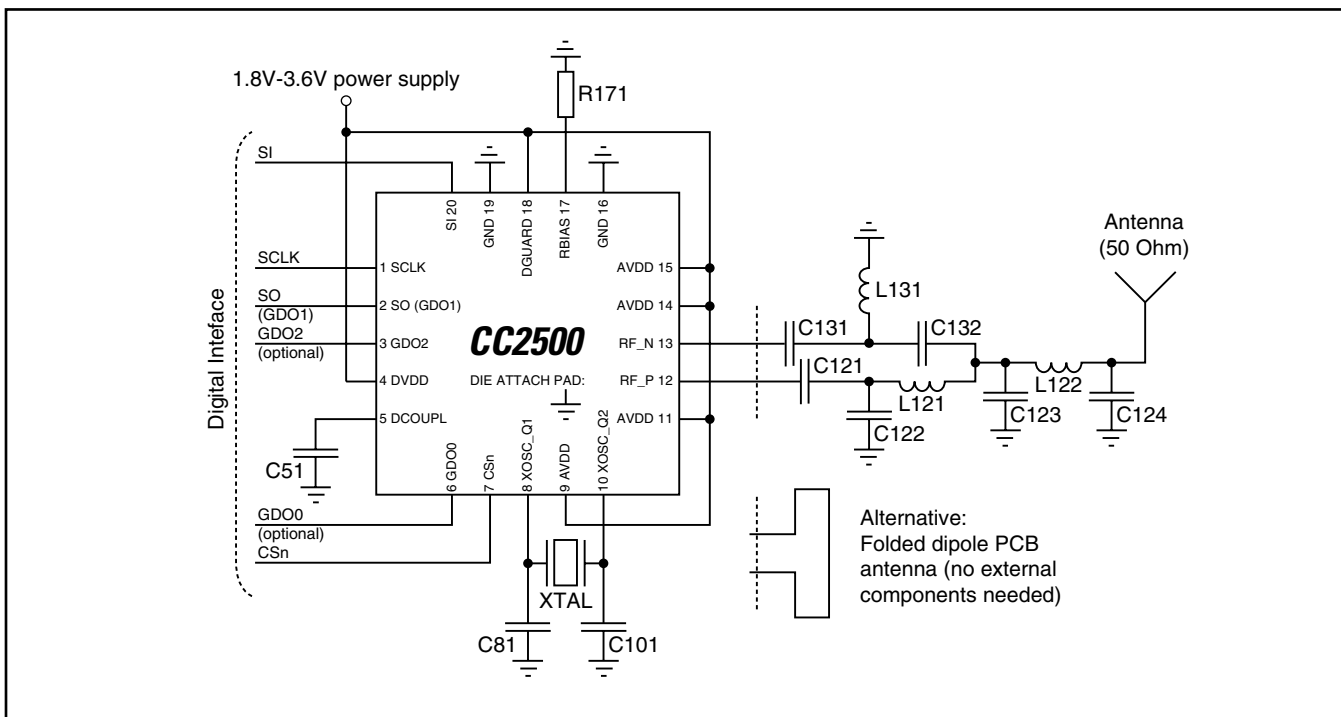 1.8V-3.6V power supply
R171
Digital Inteface
SI
SCLK
SO
(GDO1)
GDO2
(optional)
GDO0
(optional)
CSn
C51
SI 20
GND 19
DGUARD 18
RBIAS 17
GND 16
1 SCLK
2 SO (GDO1)
3 GDO2
4 DVDD
5 DCOUPL
CC2500
DIE ATTACH PAD:
AVDD 15
AVDD 14
RF_N 13
RF_P 12
AVDD 11
6 GDO0
7 CSn
8 XOSC_Q1
9 AVDD
10 XOSC_Q2
XTAL
C81
C101
Antenna
(50 Ohm)
L131
C131
C132
C121
L121
L122
C122
C123
C124
Alternative:
Folded dipole PCB
antenna (no external
components needed)